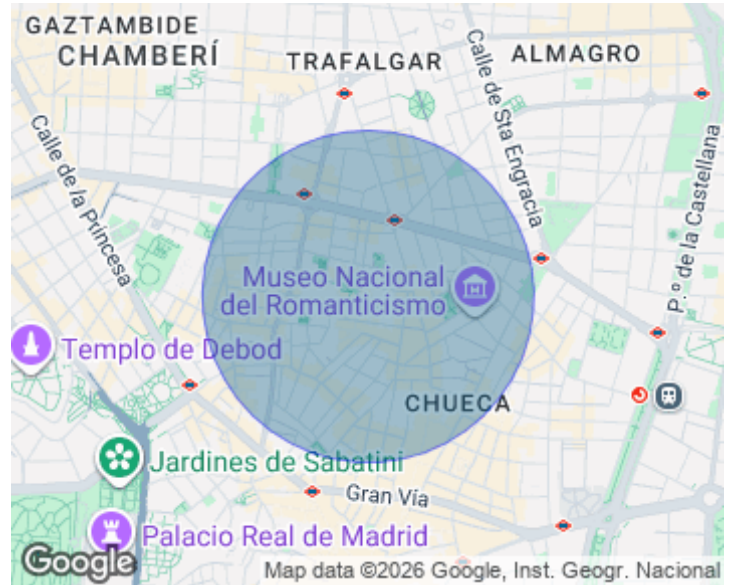 GAZTAMBIDE
CHAMBERÍ
TRAFALGAR
ALMAGRO
Calle de Sta Engracia
Calle de la Princesa
P.º de la Castellana
Museo Nacional
del Romanticismo
Templo de Debod
CHUECA
Jardines de Sabatini
Gran Vía
Palacio Real de Madrid
Google
Map data ©2026 Google, Inst. Geogr. Nacional